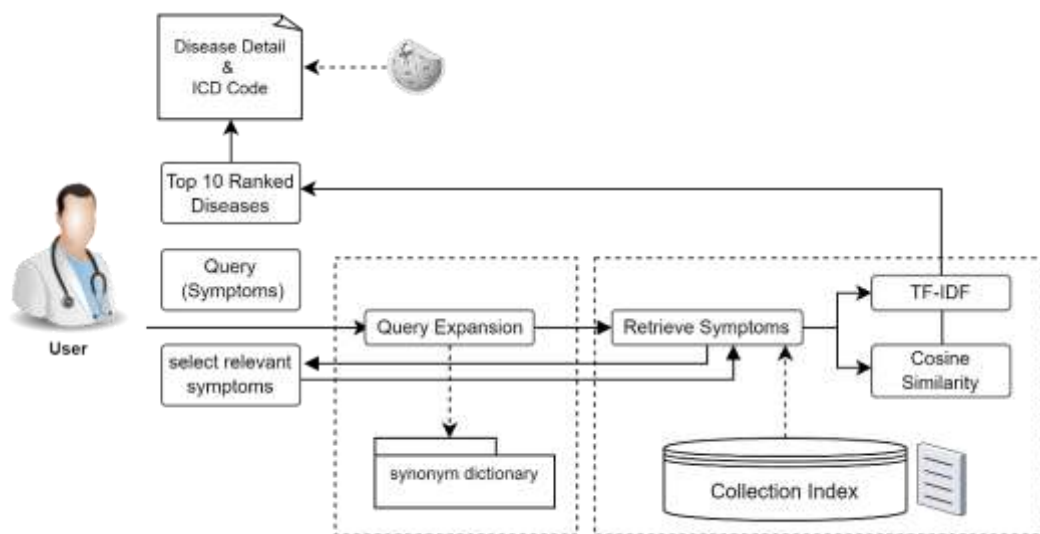 Disease Detail
&
ICD Code
Top 10 Ranked
Diseases
Query
(Symptoms)
User
select relevant
symptoms
Query Expansion
synonym dictionary
Retrieve Symptoms
TF-IDF
Cosine
Similarity
Collection Index